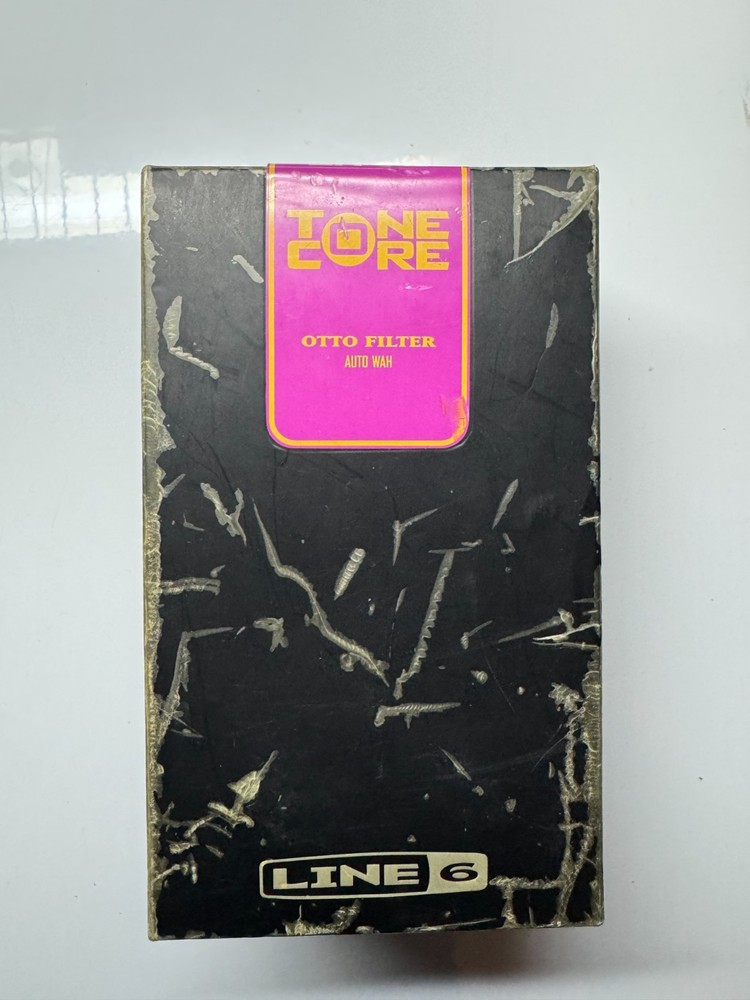 TONE
CORE
OTTO FILTER
AUTO WAH
LINE 6